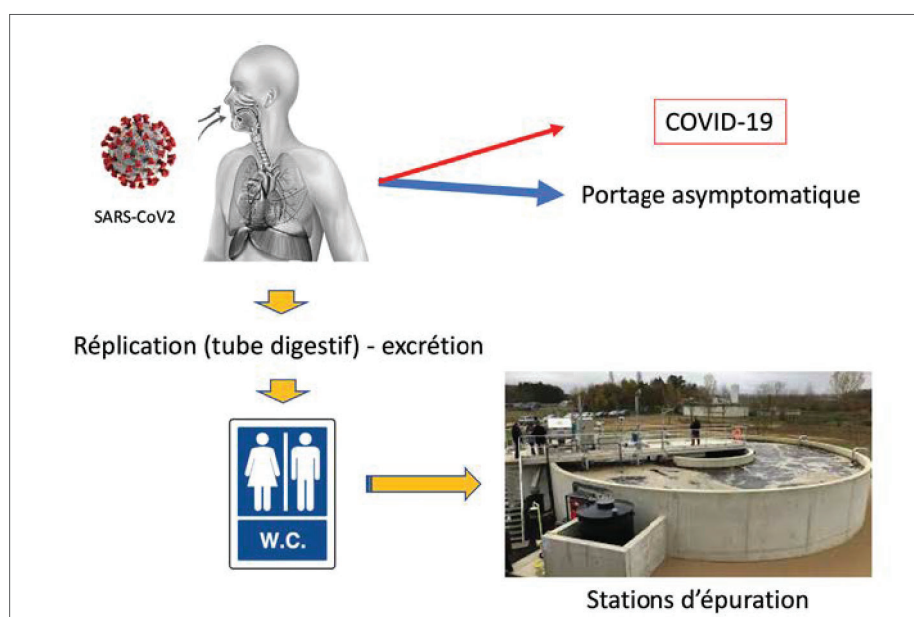 COVID-19
Portage asymptomatique
SARS-CoV2
Réplication (tube digestif) - excrétion
W.C.
Stations d'épuration